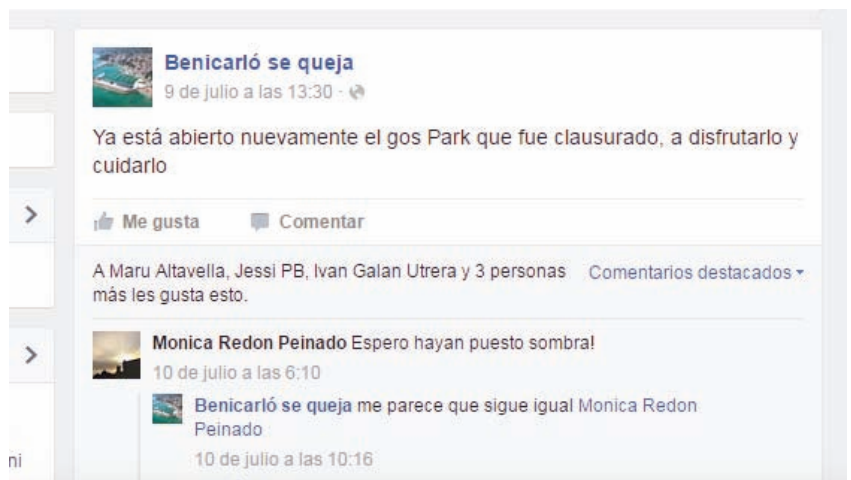 Benicarló se queja
9 de julio a las 13:30 ·
Ya está abierto nuevamente el gos Park que fue clausurado, a disfrutarlo y
cuidarlo
Me gusta Comentar
A Maru Altavella, Jessi PB, Ivan Galan Utrera y 3 personas
más les gusta esto.
Comentarios destacados
Monica Redon Peinado Espero hayan puesto sombra!
10 de julio a las 6:10
Benicarló se queja me parece que sigue igual Monica Redon
Peinado
10 de julio a las 10:16
ni